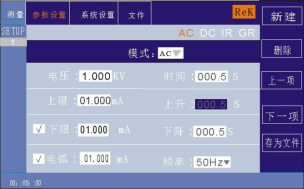 测量 参数设置 系统设置 文件 ReK 新建
SETUP AC DC IR GR
1 模式: AC 删除
电压: 1.000 KV 时间: 000.5 S 上一项
上限: 01.000 mA 上升: 000.5 S
√ 下限: 01.000 mA 下降: 000.5 S 下一项
√ 电弧: 01.000 mA 频率: 50Hz 存为文件
00: :00 :00